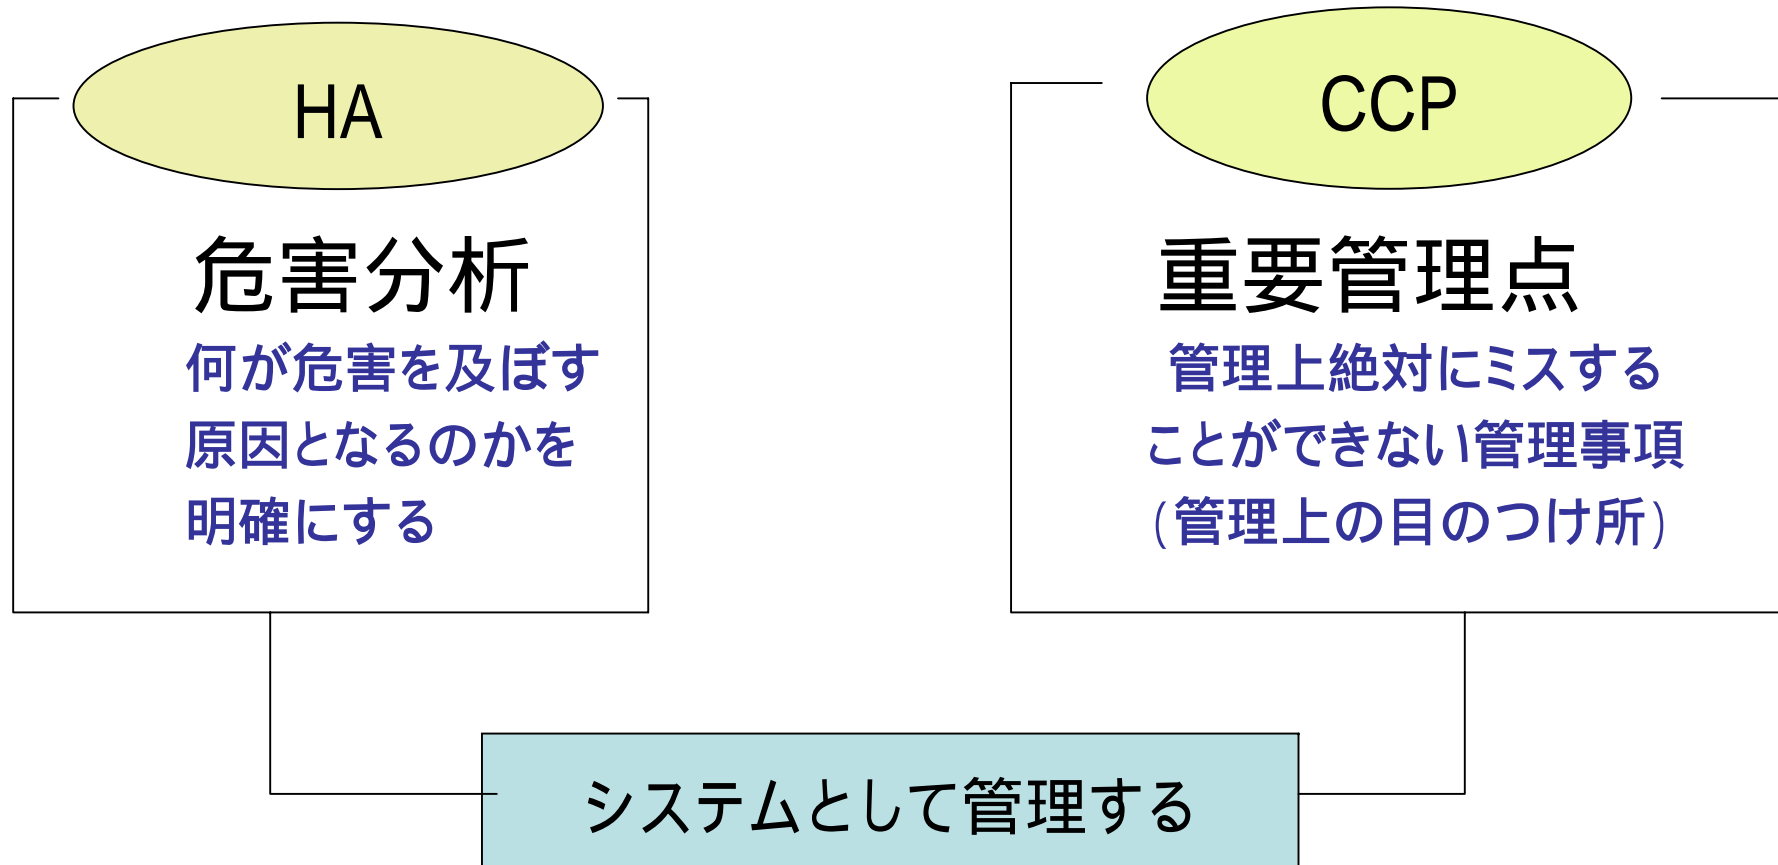 HA
危害分析
何が危害を及ぼす
原因となるのかを
明確にする
CCP
重要管理点
管理上絶対にミスする
ことができない管理事項
(管理上の目のつけ所)
システムとして管理する